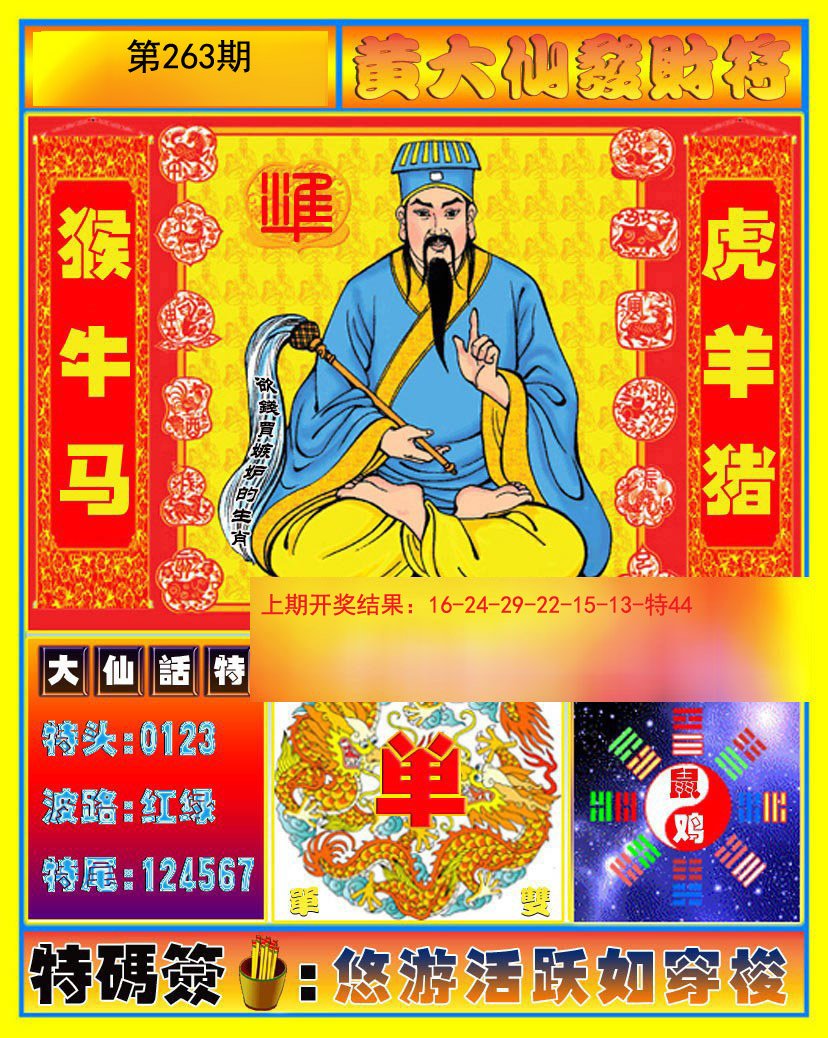 第263期
黃大仙發財符
猴牛马
虎羊猪
欲錢買嫉妒的生肖
上期开奖结果：16-24-29-22-15-13-特44
大仙話特
特头:0123
波路:红绿
特尾:124567
单
單 雙
鼠
鸡
特碼簽:悠游活跃如穿梭